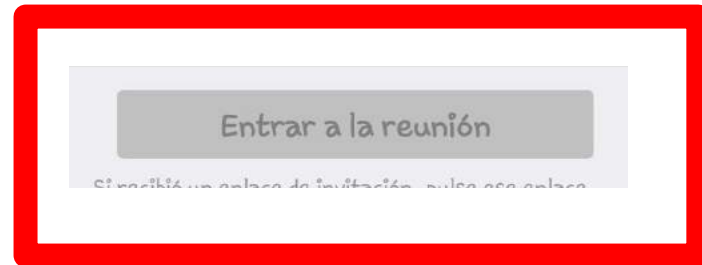 Entrar a la reunión
Si recibió un enlace de invitación, pulse ese enlace